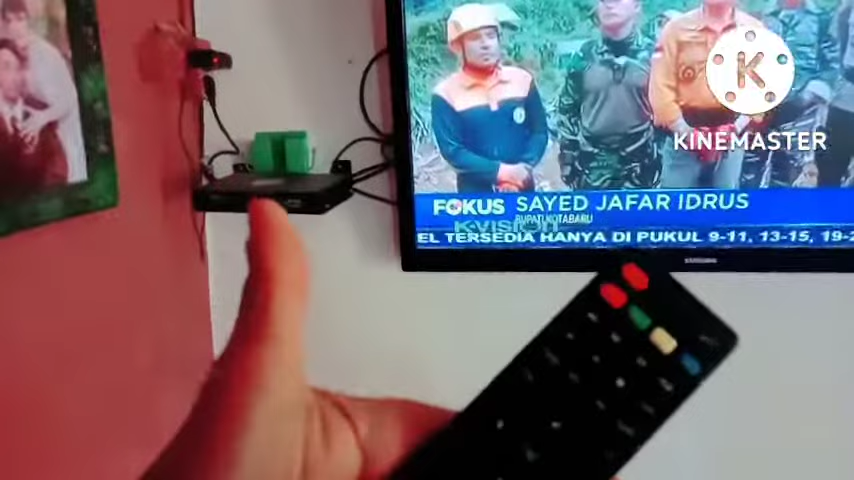 K
KINEMASTER
FOKUS
SAYED JAFAR IDRUS
BUPATI KOTABARU
K-VISION
EL TERSEDIA HANYA DI PUKUL 9-11, 13-15, 19-2
SAMSUNG